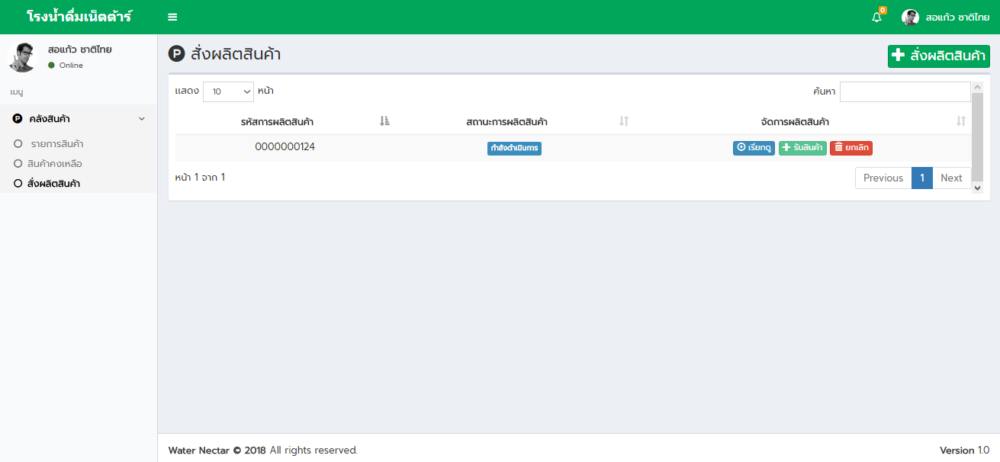 โรงน้ำดื่มเน็ตต้าร์
0
สอแก้ว ชาติไทย
สอแก้ว ชาติไทย
Online
เมนู
คลังสินค้า
รายการสินค้า
สินค้าคงเหลือ
สั่งผลิตสินค้า
สั่งผลิตสินค้า
สั่งผลิตสินค้า
แสดง 10 หน้า
ค้นหา
รหัสการผลิตสินค้า สถานะการผลิตสินค้า จัดการผลิตสินค้า
0000000124 กำลังดำเนินการ เรียกดู รับสินค้า ยกเลิก
หน้า 1 จาก 1
Previous 1 Next
Water Nectar © 2018 All rights reserved.
Version 1.0